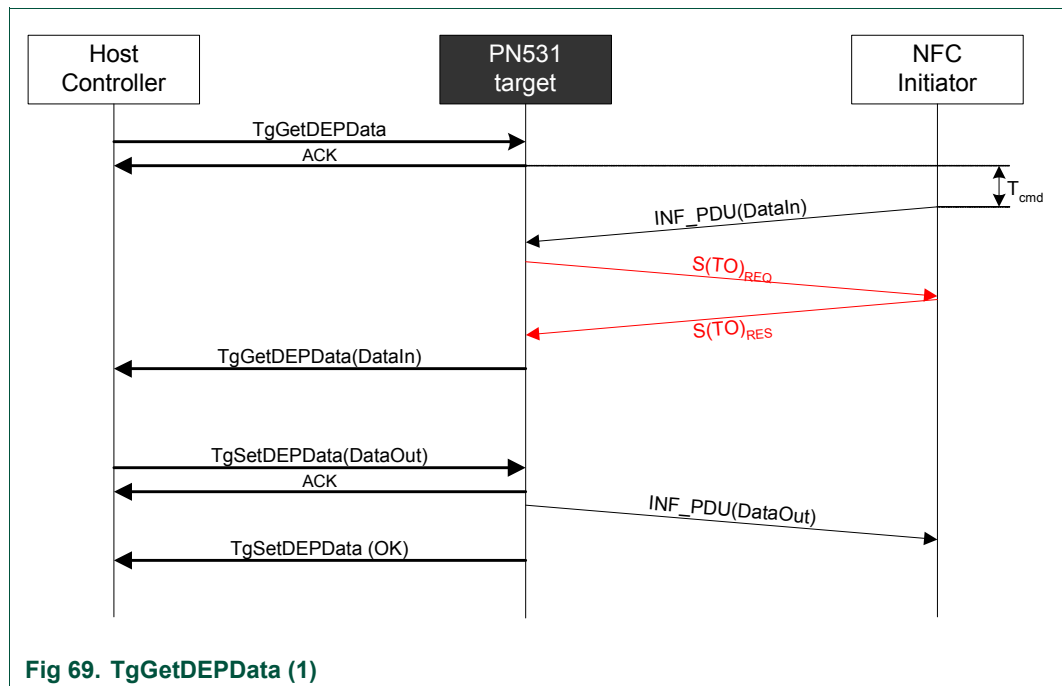 Host
Controller
PN531
target
NFC
Initiator
TgGetDEPData
ACK
Tcmd
INF_PDU(DataIn)
S(TO)REQ
S(TO)RES
TgGetDEPData(DataIn)
TgSetDEPData(DataOut)
ACK
INF_PDU(DataOut)
TgSetDEPData (OK)
Fig 69. TgGetDEPData (1)